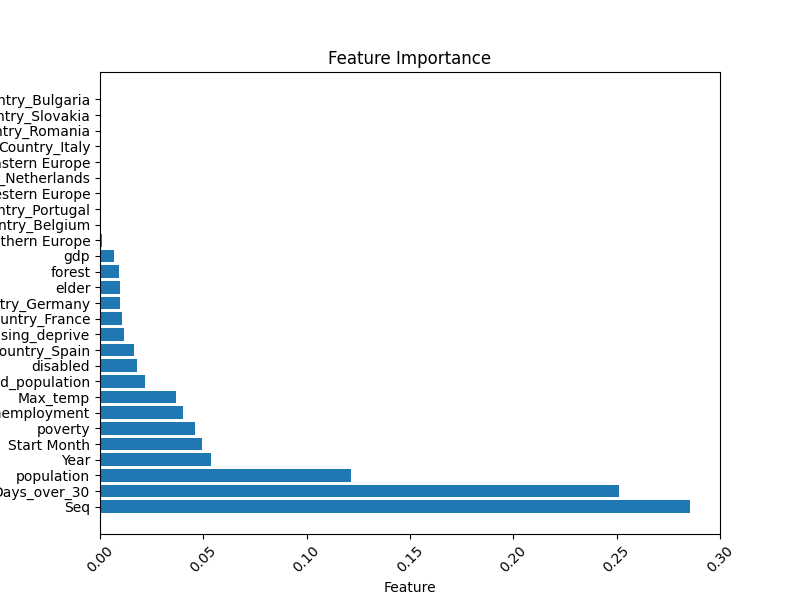 Feature Importance
ntry_Bulgaria
ntry_Slovakia
ntry_Romania
Country_Italy
astern Europe
_Netherlands
estern Europe
ntry_Portugal
ntry_Belgium
thern Europe
gdp
forest
elder
try_Germany
untry_France
sing_deprive
ountry_Spain
disabled
d_population
Max_temp
nemployment
poverty
Start Month
Year
population
Days_over_30
Seq
0.00 0.05 0.10 0.15 0.20 0.25 0.30
Feature